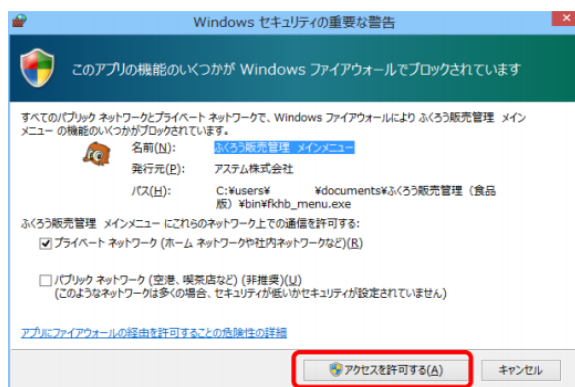 Windows セキュリティの重要な警告
このアプリの機能のいくつかが Windows ファイアウォールでブロックされています
すべてのパブリック ネットワークとプライベート ネットワークで、Windows ファイアウォールにより ふくろう販売管理 メイン
メニュー の機能のいくつかがブロックされています。
名前(N): ふくろう販売管理 メインメニュー
発行元(P): アステム株式会社
パス(H): C:¥users¥ ¥documents¥ふくろう販売管理（食品
版）¥bin¥fkhb_menu.exe
ふくろう販売管理 メインメニュー にこれらのネットワーク上での通信を許可する:
プライベート ネットワーク (ホーム ネットワークや社内ネットワークなど)(R)
パブリック ネットワーク (空港、喫茶店など) (非推奨)(U)
(このようなネットワークは多くの場合、セキュリティが低いかセキュリティが設定されていません)
アプリにファイアウォールの経由を許可することの危険性の詳細
アクセスを許可する(A) キャンセル